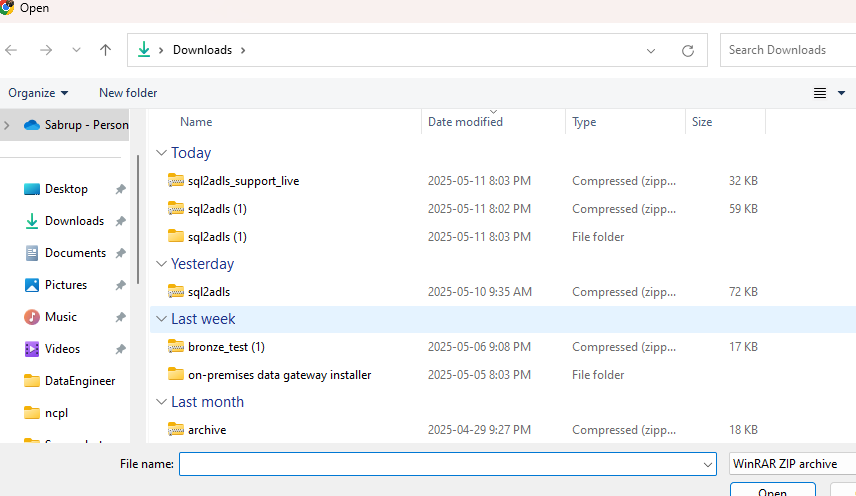 Open
Downloads
Search Downloads
Organize
New folder
Name Date modified Type Size
Sabrup - Person
Today
sql2adls_support_live 2025-05-11 8:03 PM Compressed (zipp... 32 KB
Desktop
sql2adls (1) 2025-05-11 8:02 PM Compressed (zipp... 59 KB
Downloads
sql2adls (1) 2025-05-11 8:03 PM File folder
Documents
Yesterday
Pictures
sql2adls 2025-05-10 9:35 AM Compressed (zipp... 72 KB
Music
Last week
Videos
bronze_test (1) 2025-05-06 9:08 PM Compressed (zipp... 17 KB
DataEngineer
on-premises data gateway installer 2025-05-05 8:03 PM File folder
ncpl
Last month
archive 2025-04-29 9:27 PM Compressed (zipp... 18 KB
File name:
WinRAR ZIP archive
Open